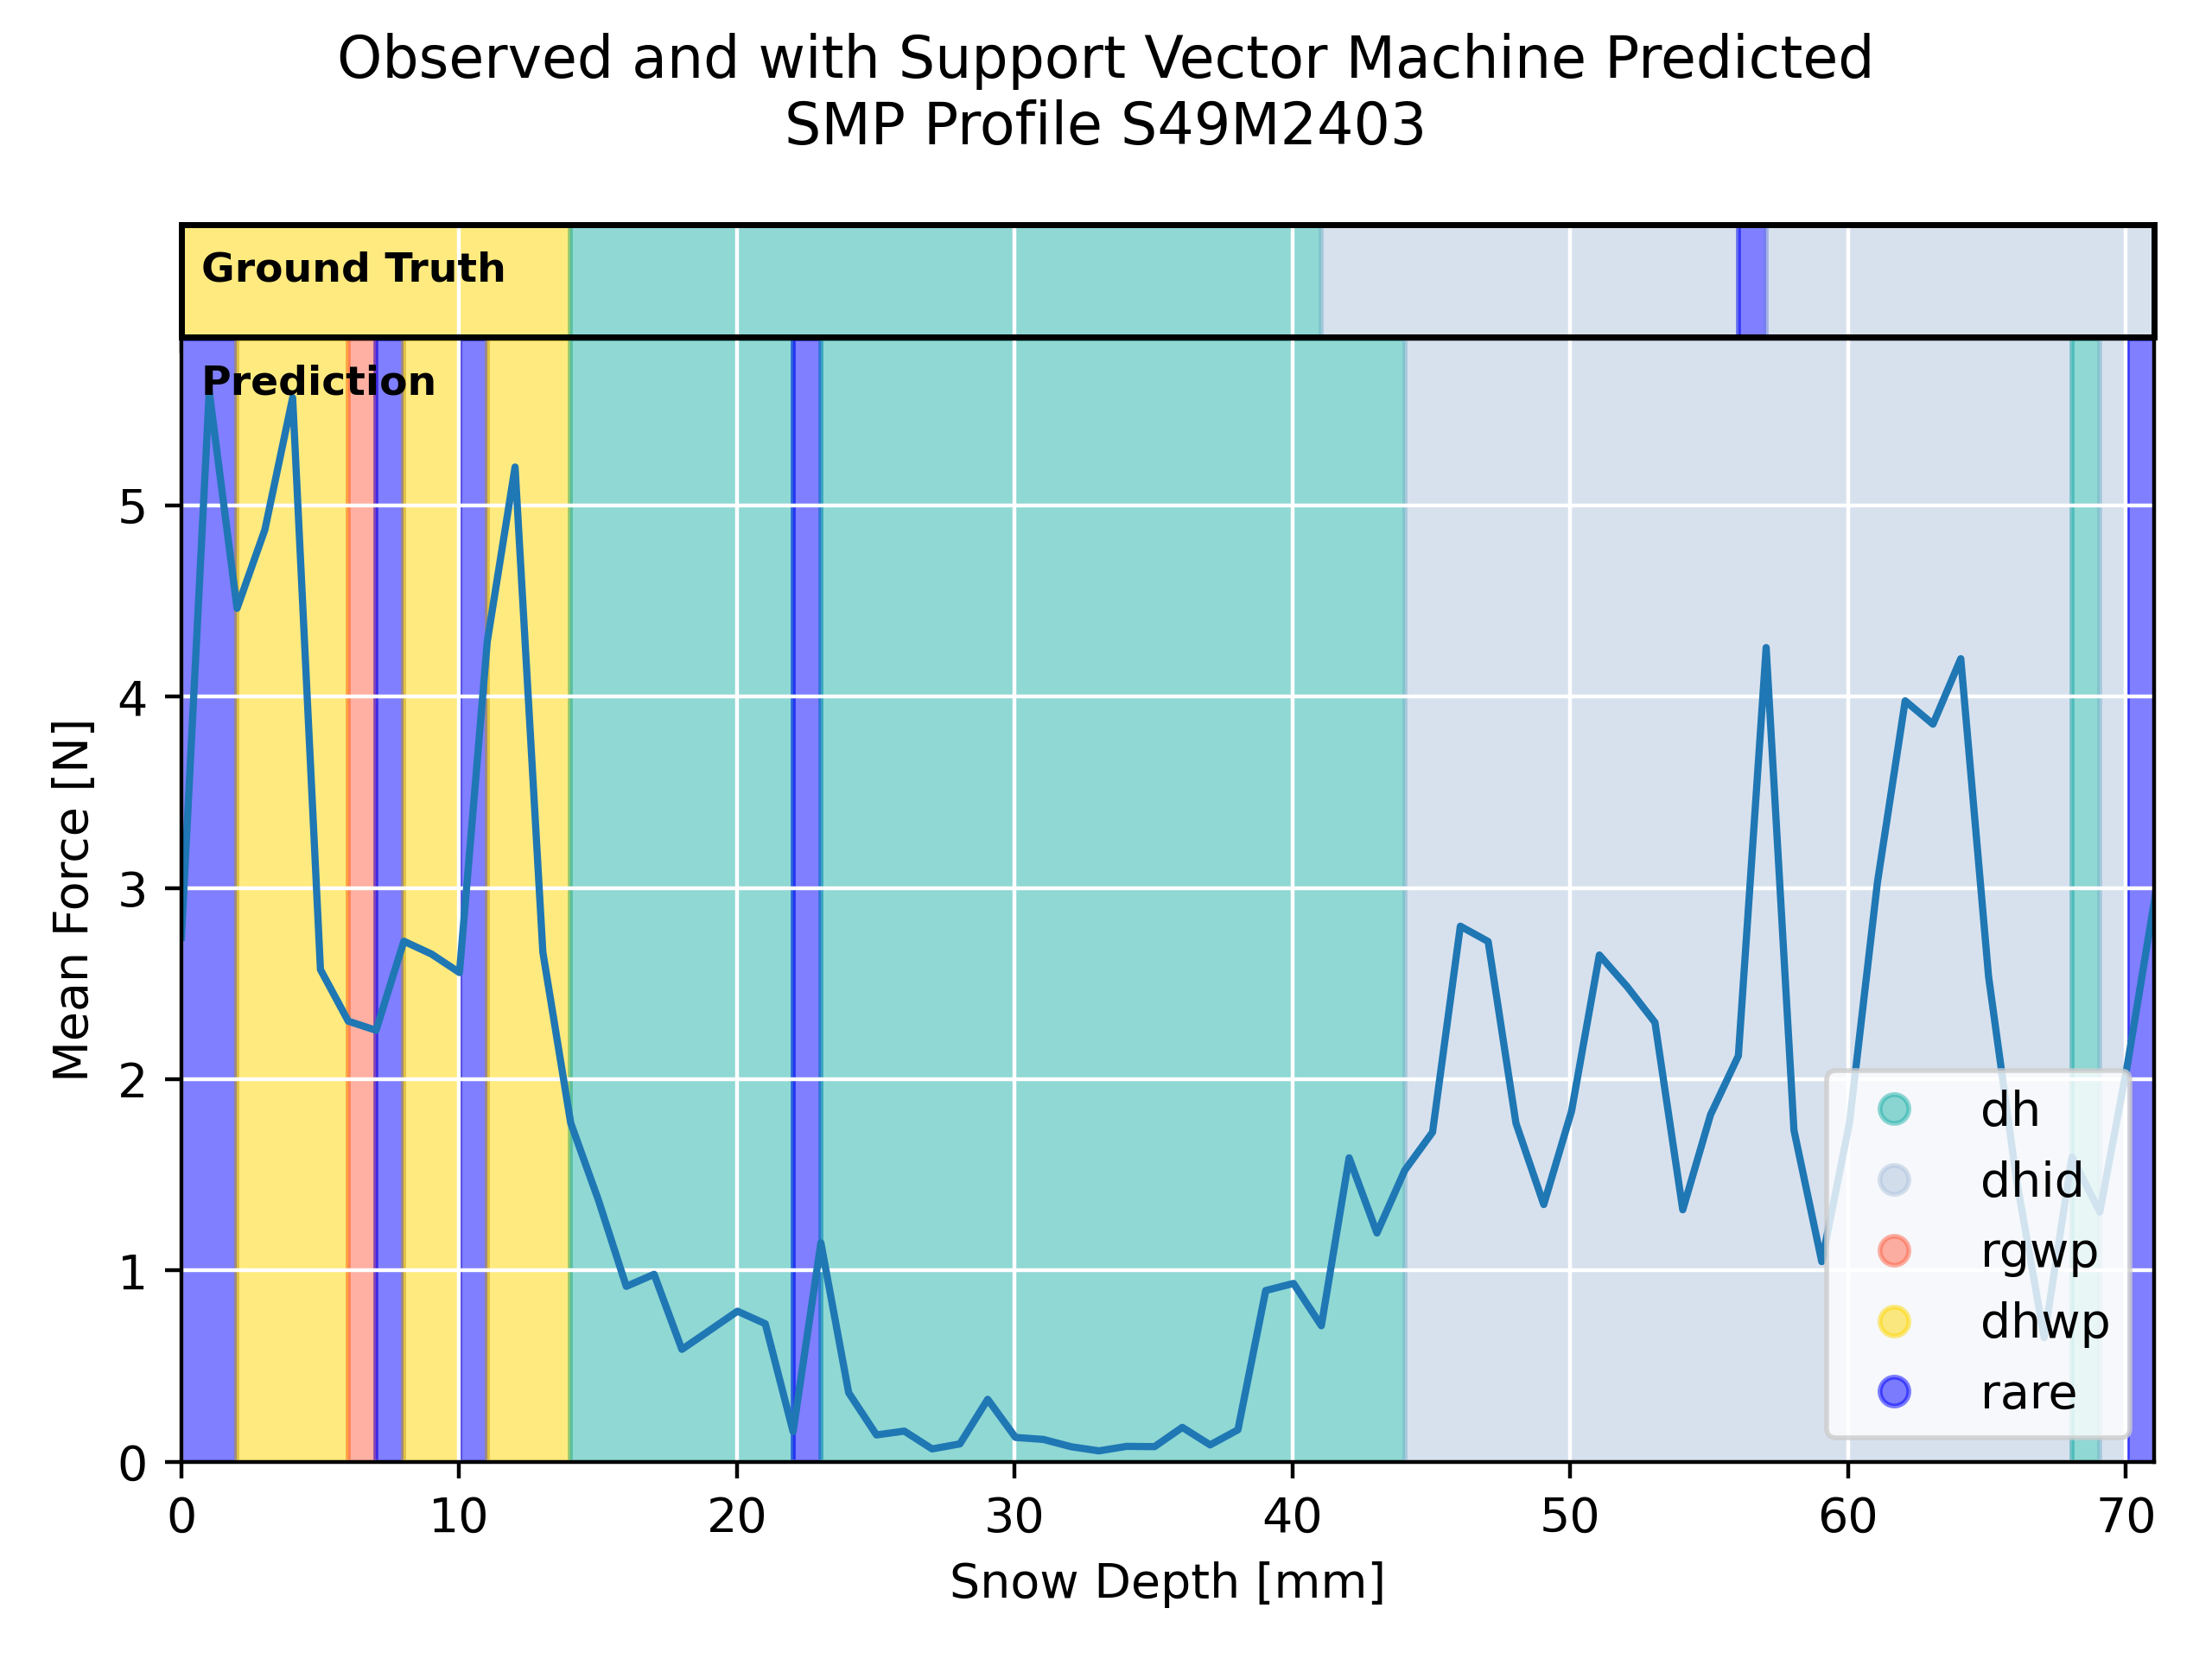 Observed and with Support Vector Machine Predicted
SMP Profile S49M2403
Ground Truth
Prediction
5
4
3
2
1
0
Mean Force [N]
dh
dhid
rgwp
dhwp
rare
0 10 20 30 40 50 60 70
Snow Depth [mm]